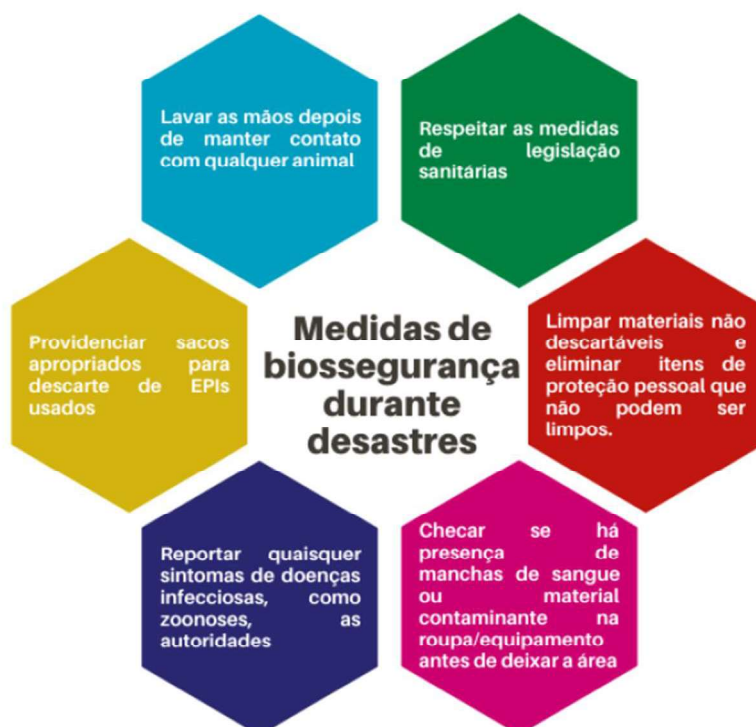 Lavar as mãos depois
de manter contato
com qualquer animal
Respeitar as medidas
de legislação
sanitárias
Providenciar sacos
apropriados para
descarte de EPIs
usados
Medidas de
biossegurança
durante
desastres
Limpar materiais não
descartáveis e
eliminar itens de
proteção pessoal que
não podem ser
limpos.
Reportar quaisquer
sintomas de doenças
infecciosas, como
zoonoses, as
autoridades
Checar se há
presença de
manchas de sangue
ou material
contaminante na
roupa/equipamento
antes de deixar a área